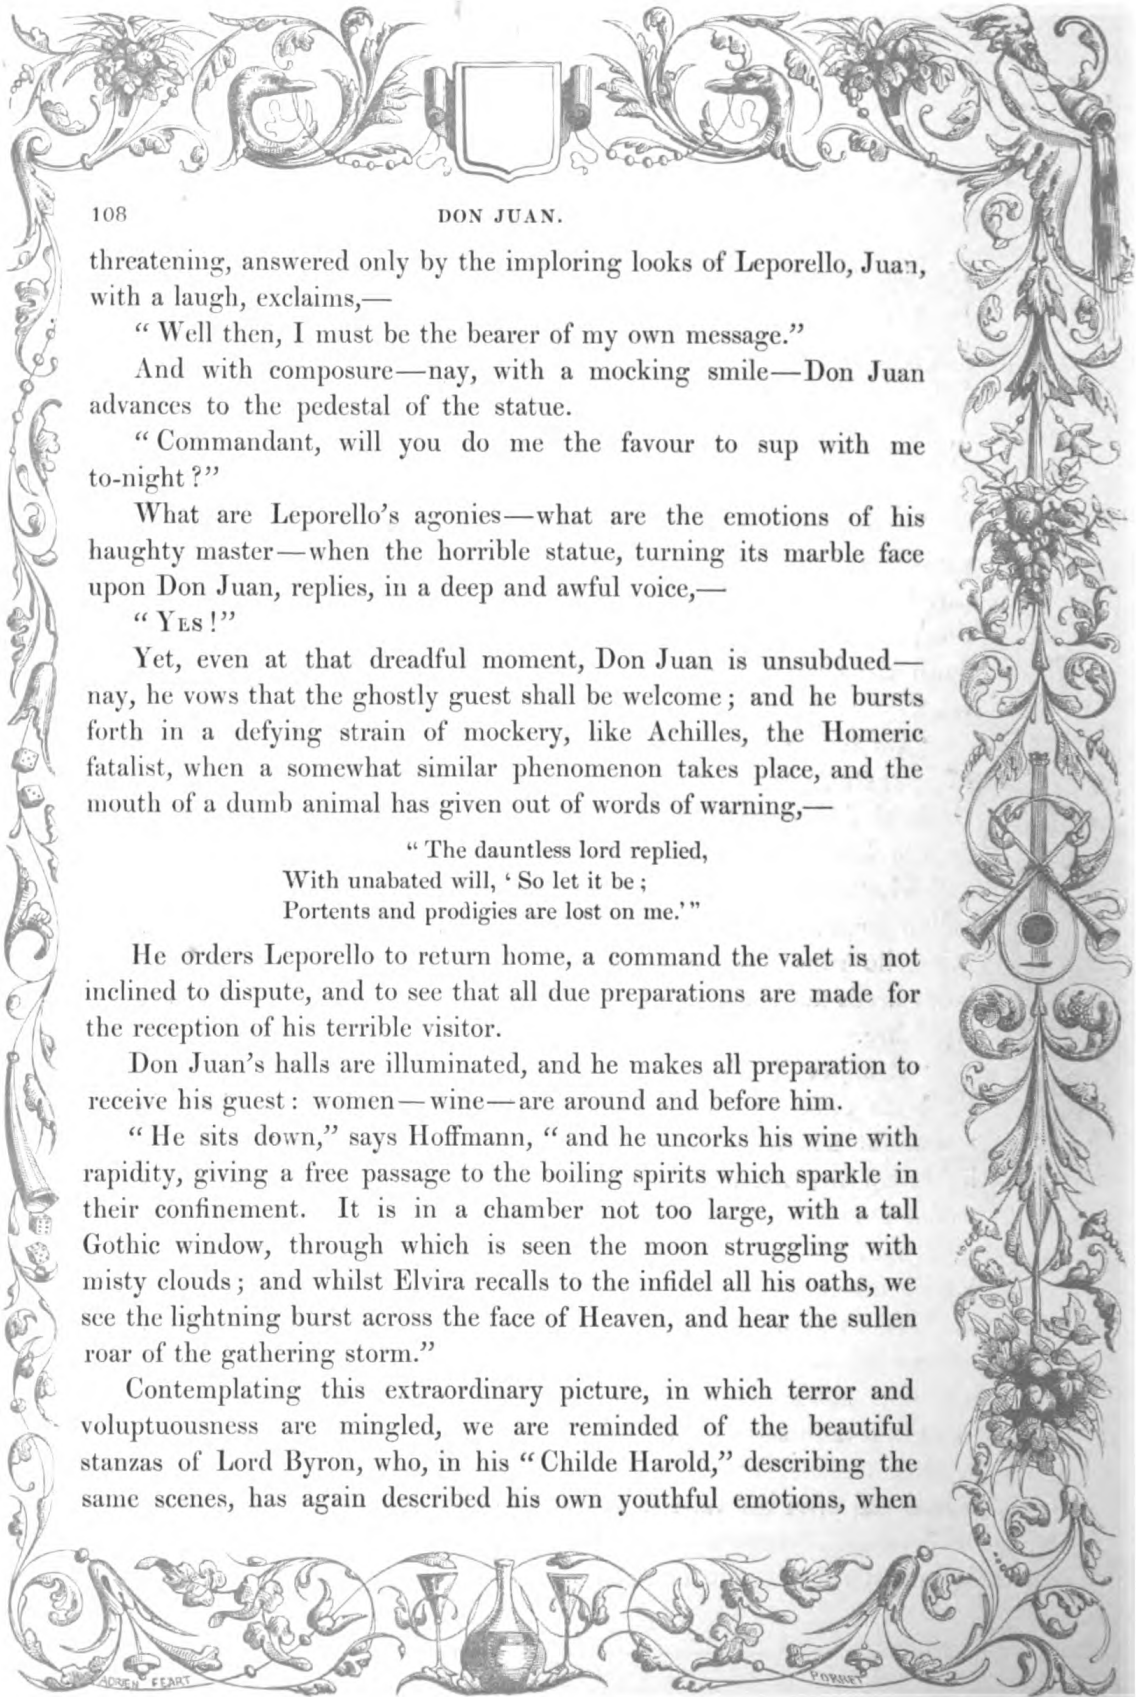 108 DON JUAN.
threatening, answered only by the imploring looks of Leporello, Juan,
with a laugh, exclaims,—
“ Well then, I must be the bearer of my own message.”
And with composure—nay, with a mocking smile—Don Juan
advances to the pedestal of the statue.
“ Commandant, will you do me the favour to sup with me
to-night ?”
What are Leporello’s agonies—what are the emotions of his
haughty master—when the horrible statue, turning its marble face
upon Don Juan, replies, in a deep and awful voice,—
“ YES !”
Yet, even at that dreadful moment, Don Juan is unsubdued—
nay, he vows that the ghostly guest shall be welcome ; and he bursts
forth in a defying strain of mockery, like Achilles, the Homeric
fatalist, when a somewhat similar phenomenon takes place, and the
mouth of a dumb animal has given out of words of warning,—
“ The dauntless lord replied,
With unabated will, ‘ So let it be ;
Portents and prodigies are lost on me.’ ”
He orders Leporello to return home, a command the valet is not
inclined to dispute, and to see that all due preparations are made for
the reception of his terrible visitor.
Don Juan’s halls are illuminated, and he makes all preparation to
receive his guest : women—wine—are around and before him.
“ He sits down,” says Hoffmann, “ and he uncorks his wine with
rapidity, giving a free passage to the boiling spirits which sparkle in
their confinement. It is in a chamber not too large, with a tall
Gothic window, through which is seen the moon struggling with
misty clouds ; and whilst Elvira recalls to the infidel all his oaths, we
see the lightning burst across the face of Heaven, and hear the sullen
roar of the gathering storm.”
Contemplating this extraordinary picture, in which terror and
voluptuousness are mingled, we are reminded of the beautiful
stanzas of Lord Byron, who, in his “ Childe Harold,” describing the
same scenes, has again described his own youthful emotions, when
ADRIEN FEART
PORRET